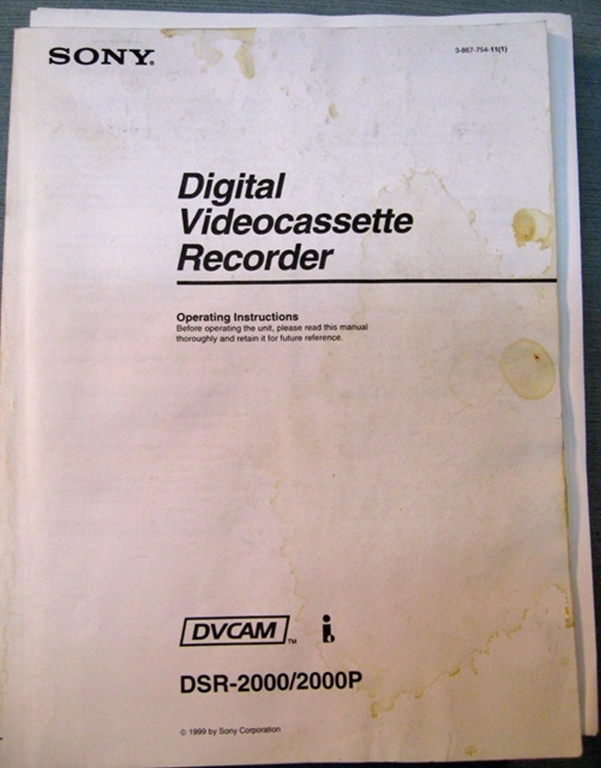 SONY®
3-867-754-11(1)
Digital
Videocassette
Recorder
Operating Instructions
Before operating the unit, please read this manual
thoroughly and retain it for future reference.
DVCAM™ i
DSR-2000/2000P
© 1999 by Sony Corporation